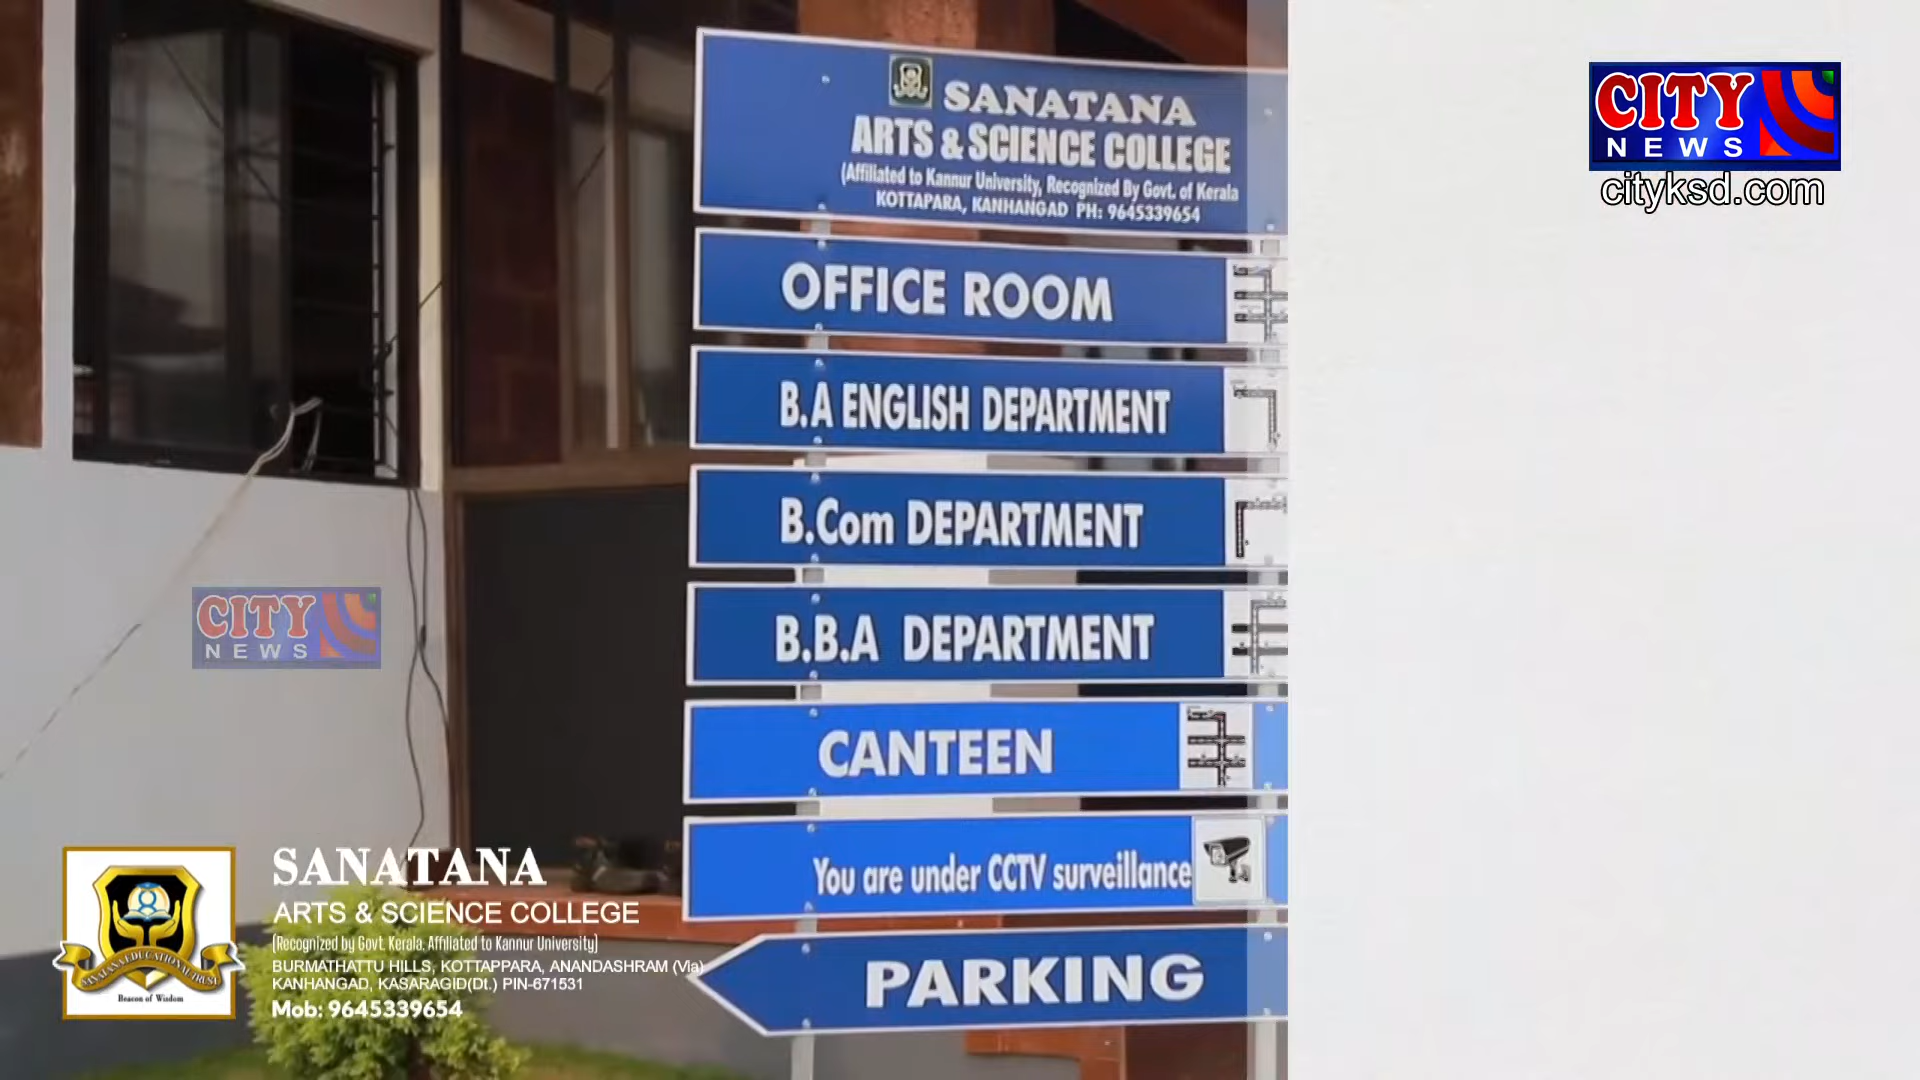 SANATANA
ARTS & SCIENCE COLLEGE
(Affiliated to Kannur University, Recognized By Govt. of Kerala
KOTTAPARA, KANHANGAD PH: 9645339654
OFFICE ROOM
B.A ENGLISH DEPARTMENT
B.Com DEPARTMENT
B.B.A DEPARTMENT
CANTEEN
You are under CCTV surveillance
PARKING
CITY
NEWS
cityksd.com
CITY
NEWS
SANATANA EDUCATIONAL TRUST
Beacon of Wisdom
SANATANA
ARTS & SCIENCE COLLEGE
(Recognized by Govt. Kerala, Affiliated to Kannur University)
BURMATHATTU HILLS, KOTTAPPARA, ANANDASHRAM (Via)
KANHANGAD, KASARAGID(Dt.) PIN-671531
Mob: 9645339654